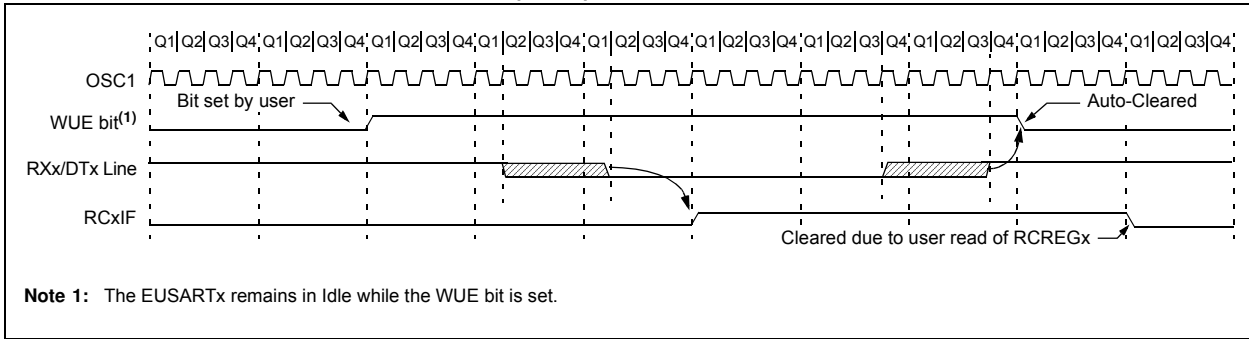 Q1 Q2 Q3 Q4 Q1 Q2 Q3 Q4 Q1 Q2 Q3 Q4 Q1 Q2 Q3 Q4 Q1 Q2 Q3 Q4 Q1 Q2 Q3 Q4 Q1 Q2 Q3 Q4 Q1 Q2 Q3 Q4 Q1 Q2 Q3 Q4 Q1 Q2 Q3 Q4
OSC1
Bit set by user
Auto-Cleared
WUE bit(1)
RXx/DTx Line
RCxIF
Cleared due to user read of RCREGx
Note 1: The EUSARTx remains in Idle while the WUE bit is set.